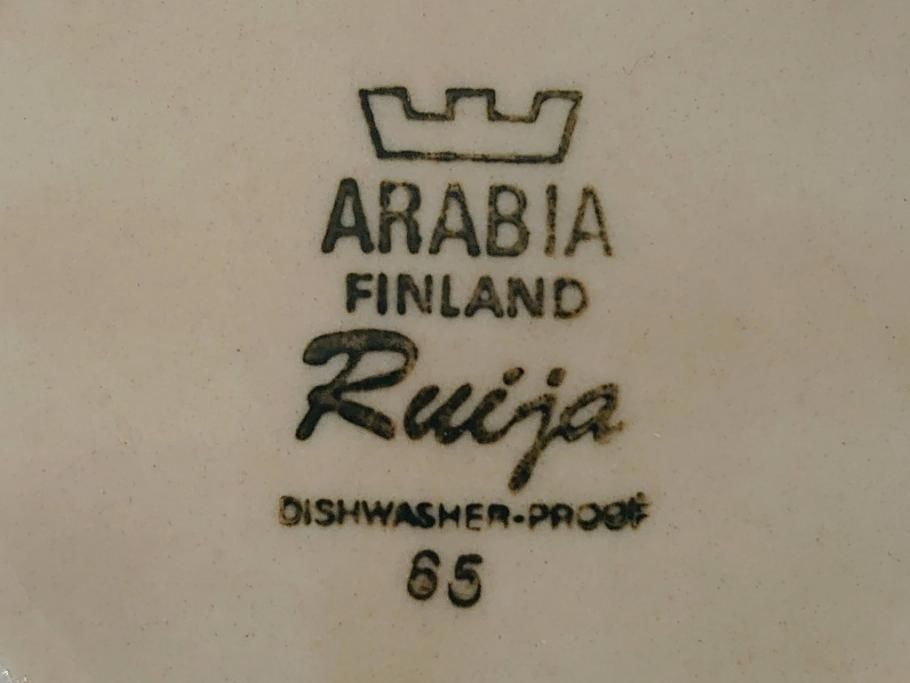 ARABIA
FINLAND
Ruija
DISHWASHER-PROOF
65